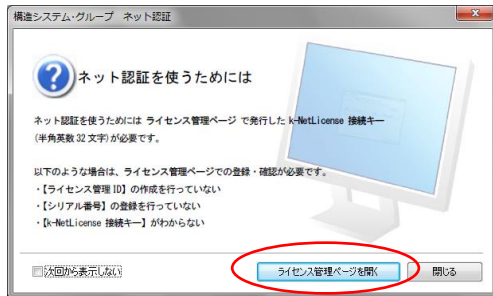 構造システム・グループ ネット認証
ネット認証を使うためには
ネット認証を使うためには ライセンス管理ページ で発行した k-NetLicense 接続キー
(半角英数 32 文字)が必要です。
以下のような場合は、ライセンス管理ページでの登録・確認が必要です。
・【ライセンス管理 ID】の作成を行っていない
・【シリアル番号】の登録を行っていない
・【k-NetLicense 接続キー】がわからない
次回から表示しない
ライセンス管理ページを開く
閉じる